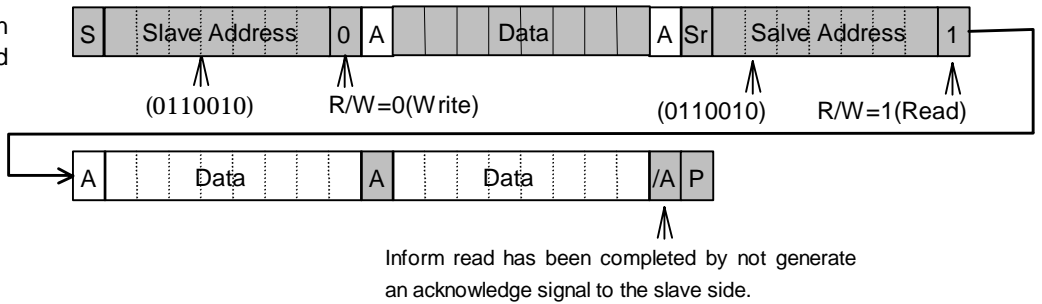 n
d
S Slave Address 0 A Data A Sr Salve Address 1
(0110010) R/W=0(Write) (0110010) R/W=1(Read)
A Data A Data /A P
Inform read has been completed by not generate
an acknowledge signal to the slave side.